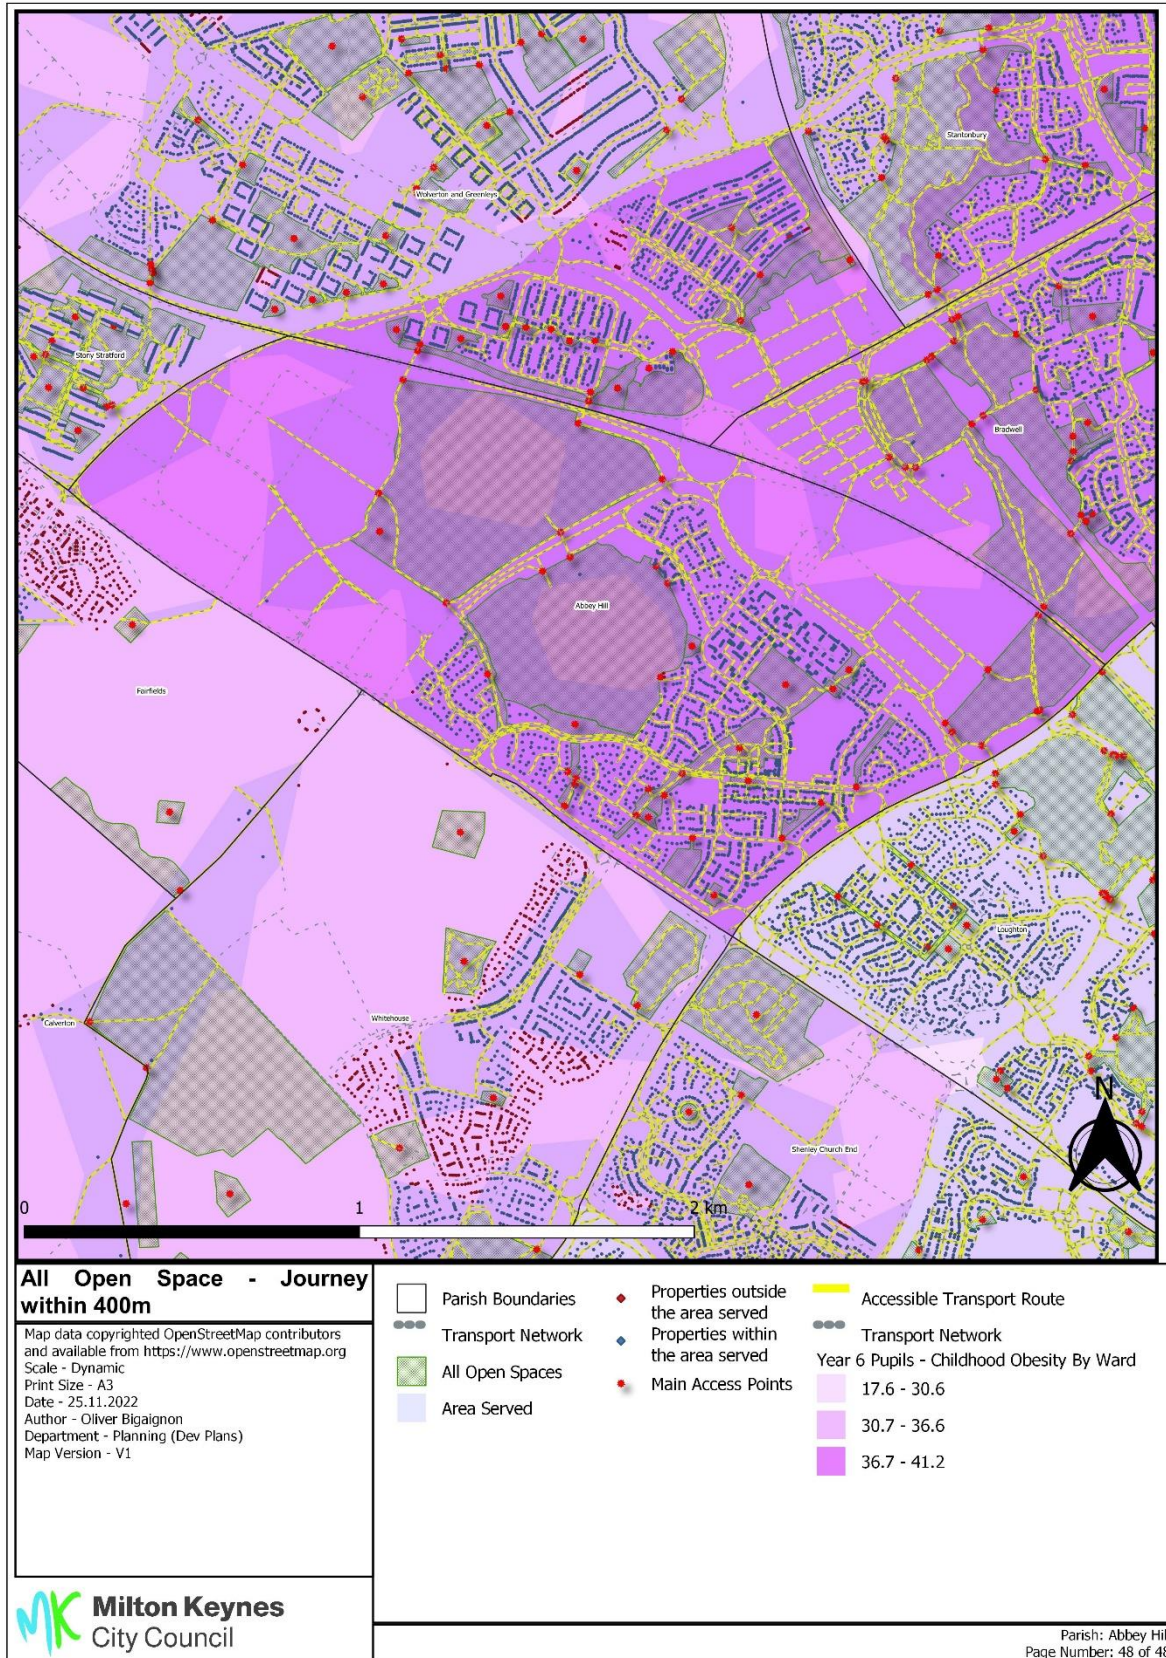 Stantonbury
Wolverton and Greenleys
Stony Stratford
Bradwell
Abbey Hill
Fairfields
Loughton
Whitehouse
Calverton
Shenley Church End
N
0 1 2 km
All Open Space - Journey
within 400m
Map data copyrighted OpenStreetMap contributors
and available from https://www.openstreetmap.org
Scale - Dynamic
Print Size - A3
Date - 25.11.2022
Author - Oliver Bigaignon
Department - Planning (Dev Plans)
Map Version - V1
Parish Boundaries
Transport Network
All Open Spaces
Area Served
Properties outside
the area served
Properties within
the area served
Main Access Points
Accessible Transport Route
Transport Network
Year 6 Pupils - Childhood Obesity By Ward
17.6 - 30.6
30.7 - 36.6
36.7 - 41.2
MK Milton Keynes
City Council
Parish: Abbey Hil
Page Number: 48 of 48